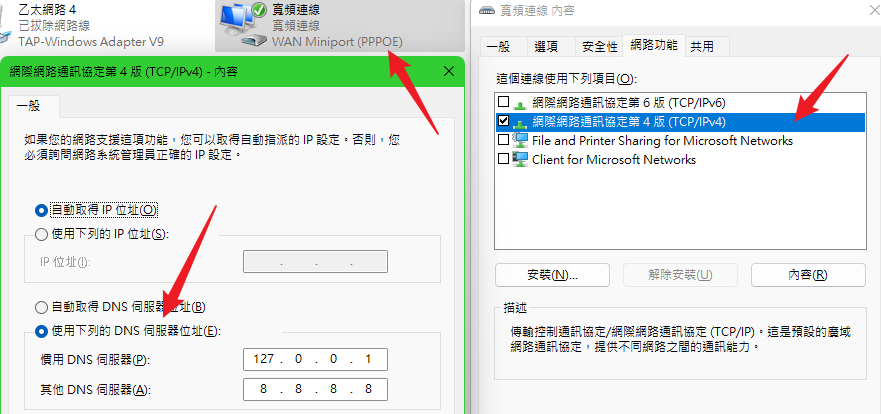 乙太網路 4
已拔除網路線
TAP-Windows Adapter V9
寬頻連線
寬頻連線
WAN Miniport (PPPOE)
網際網路通訊協定第 4 版 (TCP/IPv4) - 內容
一般
如果您的網路支援這項功能，您可以取得自動指派的 IP 設定。否則，您
必須詢問網路系統管理員正確的 IP 設定。
自動取得 IP 位址(O)
使用下列的 IP 位址(S):
IP 位址(I):
自動取得 DNS 伺服器位址(B)
使用下列的 DNS 伺服器位址(E):
慣用 DNS 伺服器(P):
127 . 0 . 0 . 1
其他 DNS 伺服器(A):
8 . 8 . 8 . 8
寬頻連線 內容
一般
選項
安全性
網路功能
共用
這個連線使用下列項目(O):
網際網路通訊協定第 6 版 (TCP/IPv6)
網際網路通訊協定第 4 版 (TCP/IPv4)
File and Printer Sharing for Microsoft Networks
Client for Microsoft Networks
安裝(N)...
解除安裝(U)
內容(R)
描述
傳輸控制通訊協定/網際網路通訊協定 (TCP/IP)。這是預設的廣域
網路通訊協定，提供不同網路之間的通訊能力。